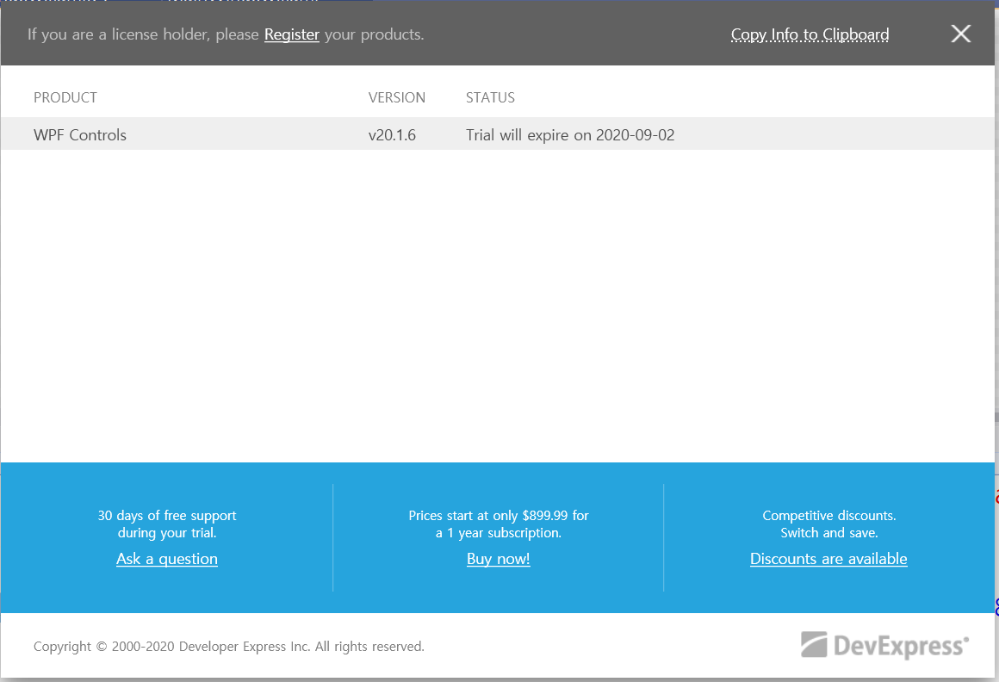 If you are a license holder, please Register your products. Copy Info to Clipboard
PRODUCT VERSION STATUS
WPF Controls v20.1.6 Trial will expire on 2020-09-02
30 days of free support
during your trial.
Ask a question
Prices start at only $899.99 for
a 1 year subscription.
Buy now!
Competitive discounts.
Switch and save.
Discounts are available
Copyright © 2000-2020 Developer Express Inc. All rights reserved.
DevExpress